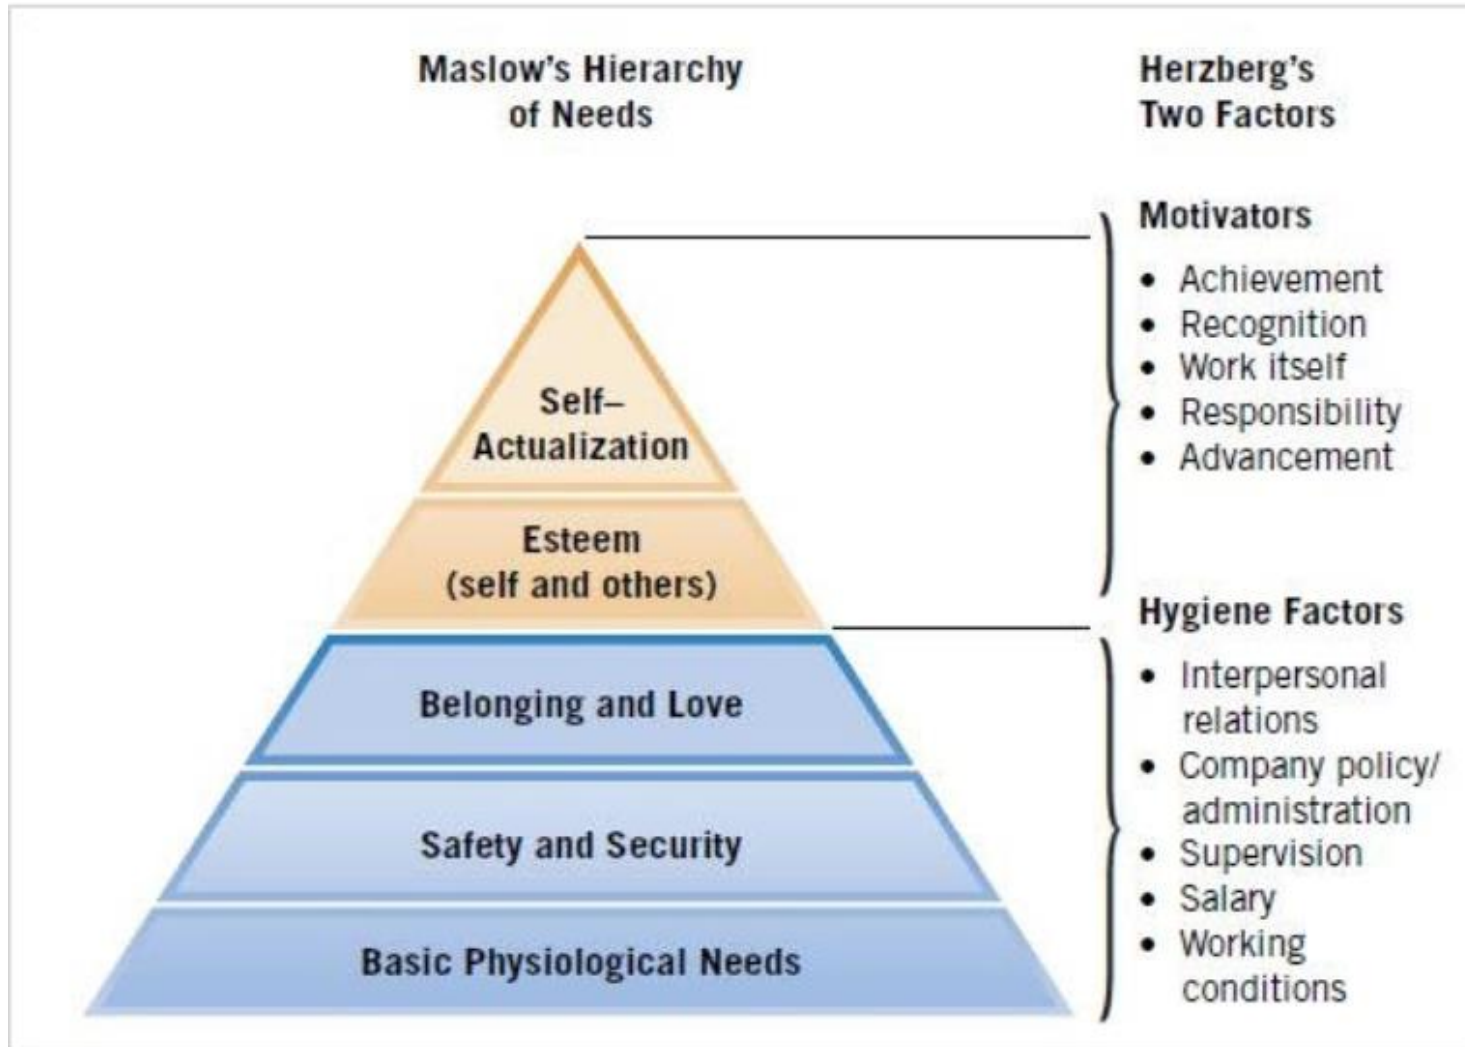 Maslow's Hierarchy
of Needs
Self–
Actualization
Esteem
(self and others)
Belonging and Love
Safety and Security
Basic Physiological Needs
Herzberg's
Two Factors
Motivators
• Achievement
• Recognition
• Work itself
• Responsibility
• Advancement
Hygiene Factors
• Interpersonal
relations
• Company policy/
administration
• Supervision
• Salary
• Working
conditions